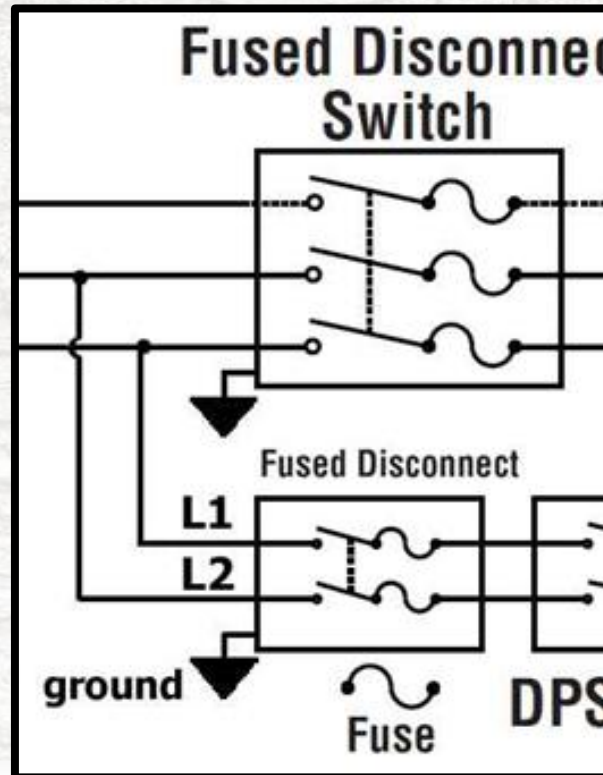 Fused Disconnec
Switch
Fused Disconnect
L1
L2
ground
Fuse
DPS